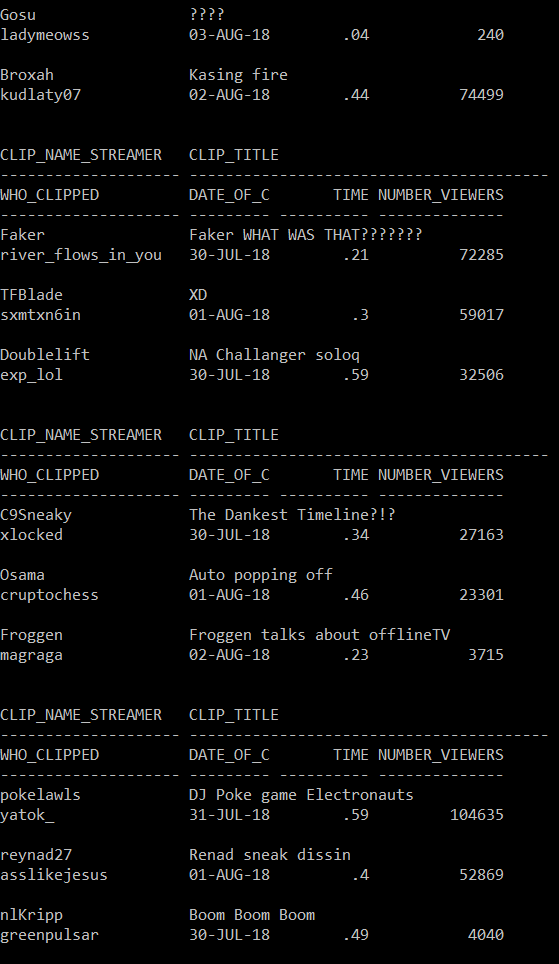 Gosu                 ????
ladymeowss           03-AUG-18        .04            240
Broxah               Kasing fire
kudlaty07            02-AUG-18        .44          74499
CLIP_NAME_STREAMER   CLIP_TITLE
-------------------- ----------------------------------------
WHO_CLIPPED          DATE_OF_C       TIME NUMBER_VIEWERS
-------------------- --------- ---------- --------------
Faker                Faker WHAT WAS THAT???????
river_flows_in_you   30-JUL-18        .21          72285
TFBlade              XD
sxmtxn6in            01-AUG-18         .3          59017
Doublelift           NA Challanger soloq
exp_lol              30-JUL-18        .59          32506
CLIP_NAME_STREAMER   CLIP_TITLE
-------------------- ----------------------------------------
WHO_CLIPPED          DATE_OF_C       TIME NUMBER_VIEWERS
-------------------- --------- ---------- --------------
C9Sneaky             The Dankest Timeline?!?
xlocked              30-JUL-18        .34          27163
Osama                Auto popping off
cruptochess          01-AUG-18        .46          23301
Froggen              Froggen talks about offlineTV
magraga              02-AUG-18        .23           3715
CLIP_NAME_STREAMER   CLIP_TITLE
-------------------- ----------------------------------------
WHO_CLIPPED          DATE_OF_C       TIME NUMBER_VIEWERS
-------------------- --------- ---------- --------------
pokelawls            DJ Poke game Electronauts
yatok_               31-JUL-18        .59         104635
reynad27             Renad sneak dissin
asslikejesus         01-AUG-18         .4          52869
nlKripp              Boom Boom Boom
greenpulsar          30-JUL-18        .49           4040